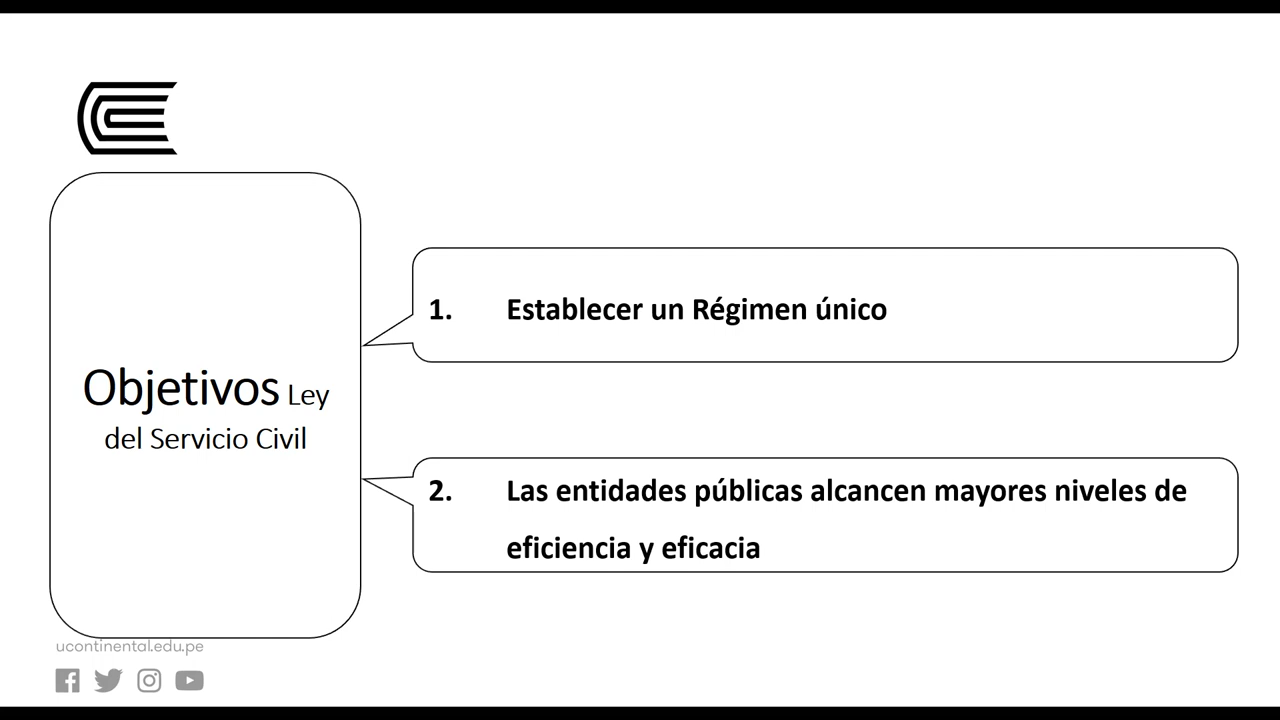 Objetivos Ley
del Servicio Civil
1. Establecer un Régimen único
2. Las entidades públicas alcancen mayores niveles de
eficiencia y eficacia
ucontinental.edu.pe